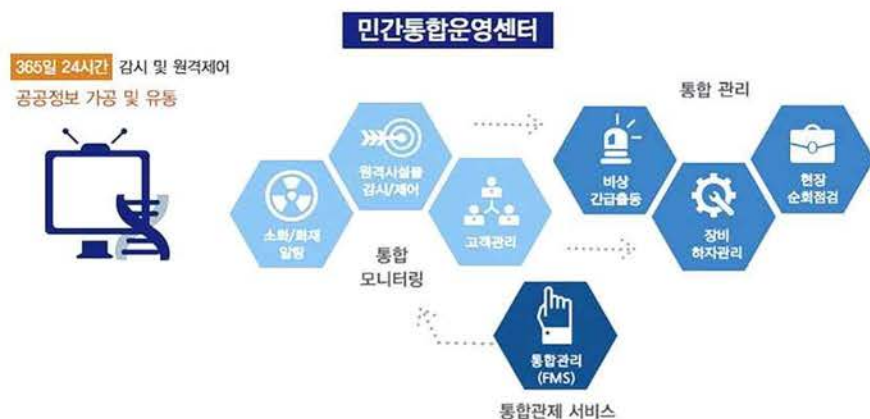 민간통합운영센터
365일 24시간 감시 및 원격제어
공공정보 가공 및 유통
통합 관리
원격시설물
감시/제어
비상
긴급출동
현장
순회점검
소화/화재
알림
고객관리
장비
하자관리
통합
모니터링
통합관리
(FMS)
통합관제 서비스